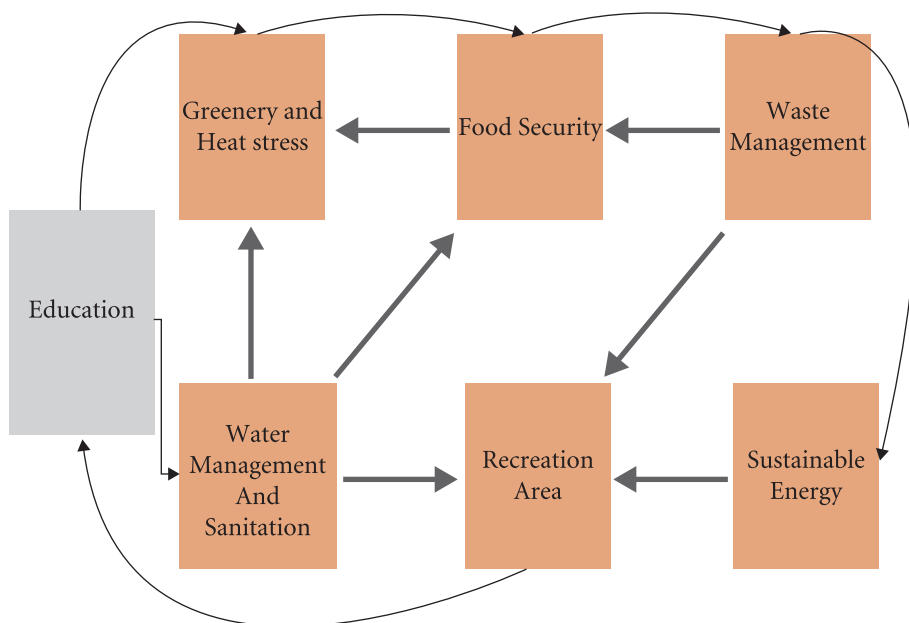 Greenery and
Heat stress
Food Security
Waste
Management
Education
Water
Management
And
Sanitation
Recreation
Area
Sustainable
Energy